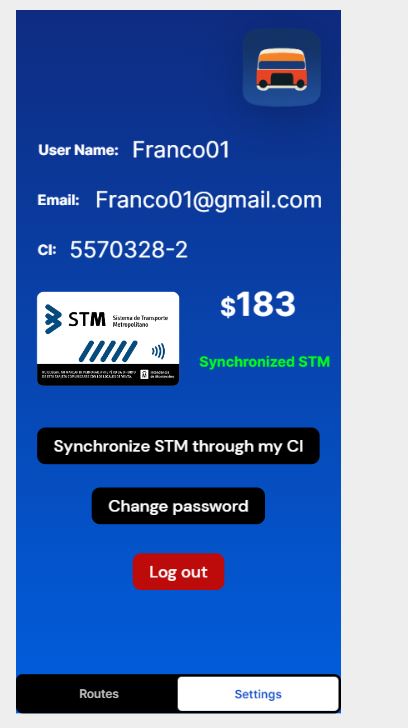 User Name: Franco01
Email: Franco01@gmail.com
CI: 5570328-2
STM Sistema de Transporte
Metropolitano
$183
Synchronized STM
Synchronize STM through my CI
Change password
Log out
Routes Settings